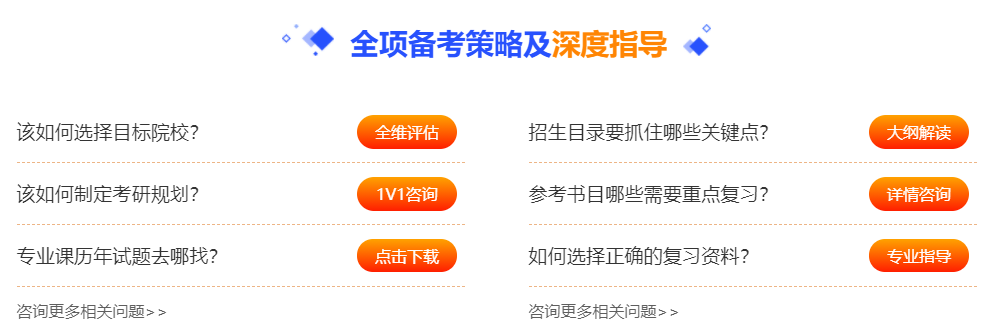 全项备考策略及深度指导
该如何选择目标院校？ 全维评估
该如何制定考研规划？ 1V1咨询
专业课历年试题去哪找？ 点击下载
咨询更多相关问题>>
招生目录要抓住哪些关键点？ 大纲解读
参考书目哪些需要重点复习？ 详情咨询
如何选择正确的复习资料？ 专业指导
咨询更多相关问题>>